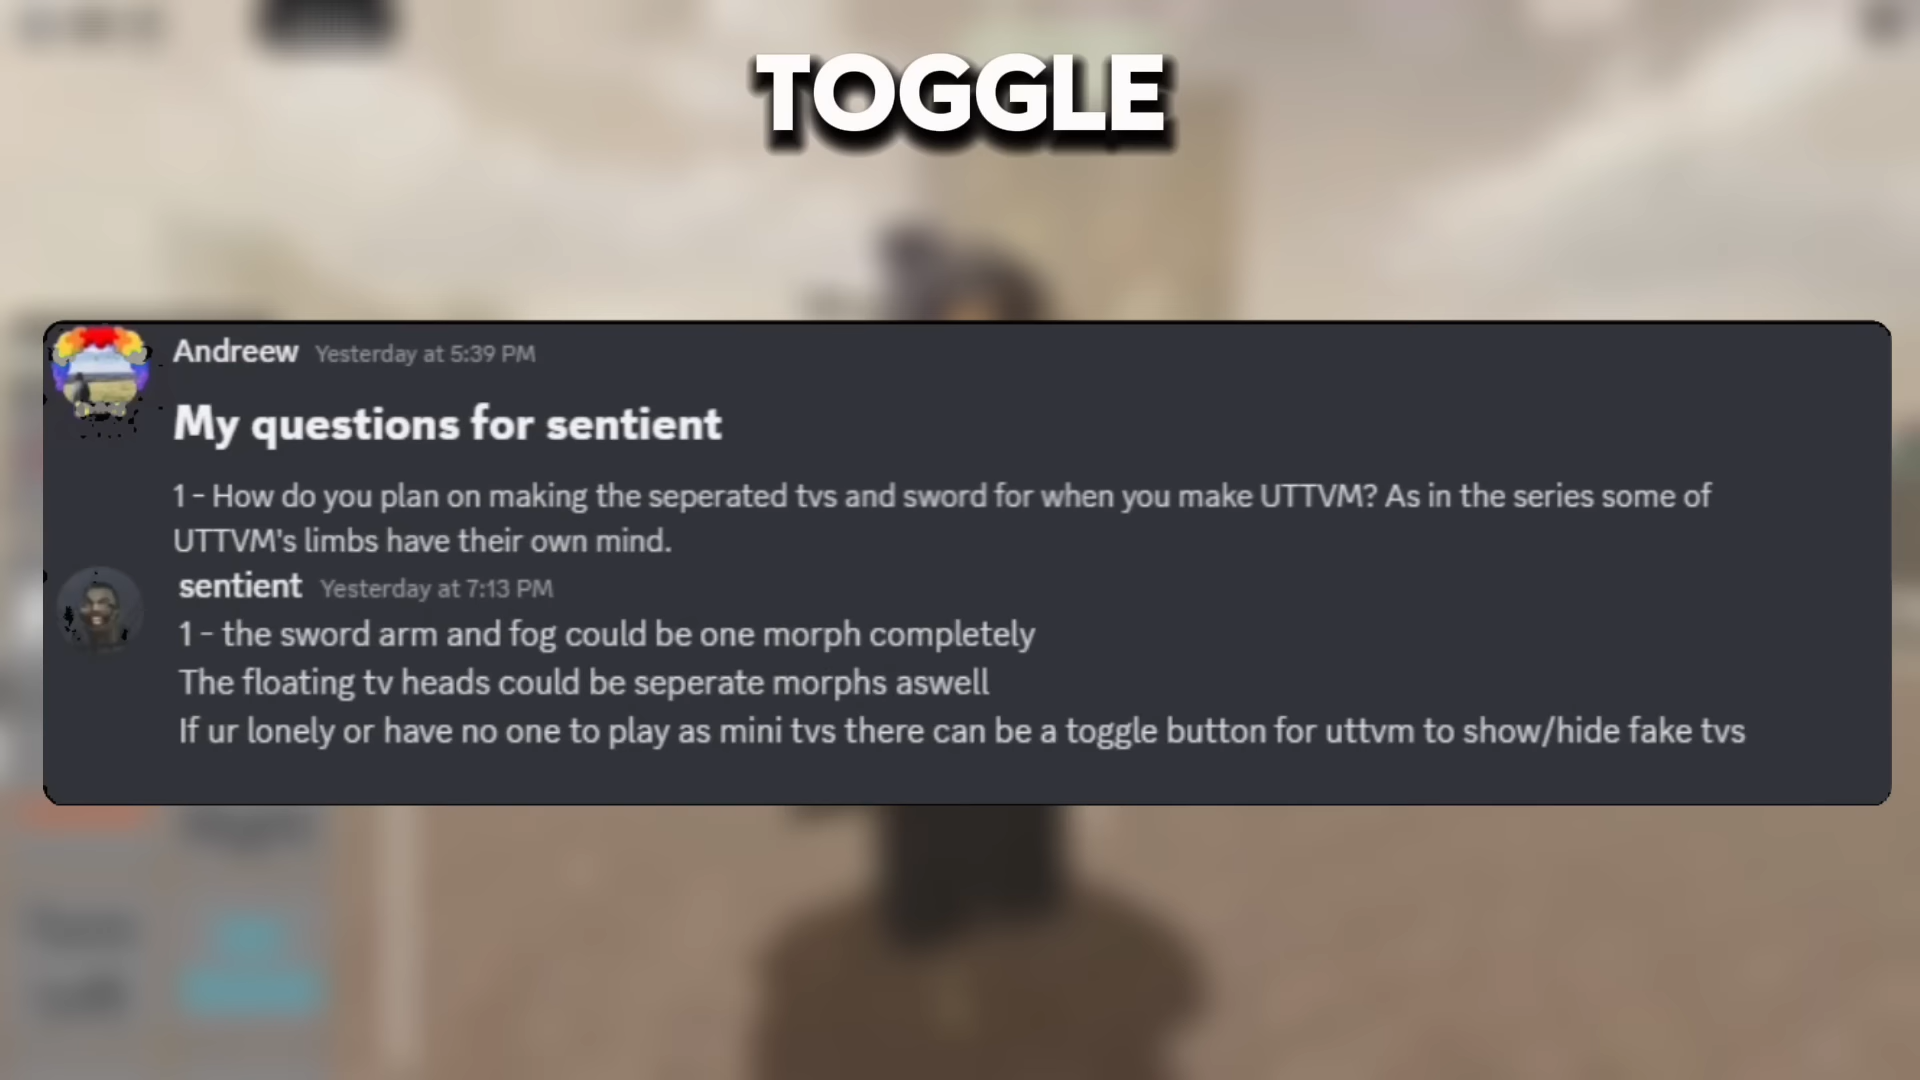 TOGGLE
Andreew Yesterday at 5:39 PM
My questions for sentient
1 - How do you plan on making the seperated tvs and sword for when you make UTTVM? As in the series some of
UTTVM's limbs have their own mind.
sentient Yesterday at 7:13 PM
1 - the sword arm and fog could be one morph completely
The floating tv heads could be seperate morphs aswell
If ur lonely or have no one to play as mini tvs there can be a toggle button for uttvm to show/hide fake tvs